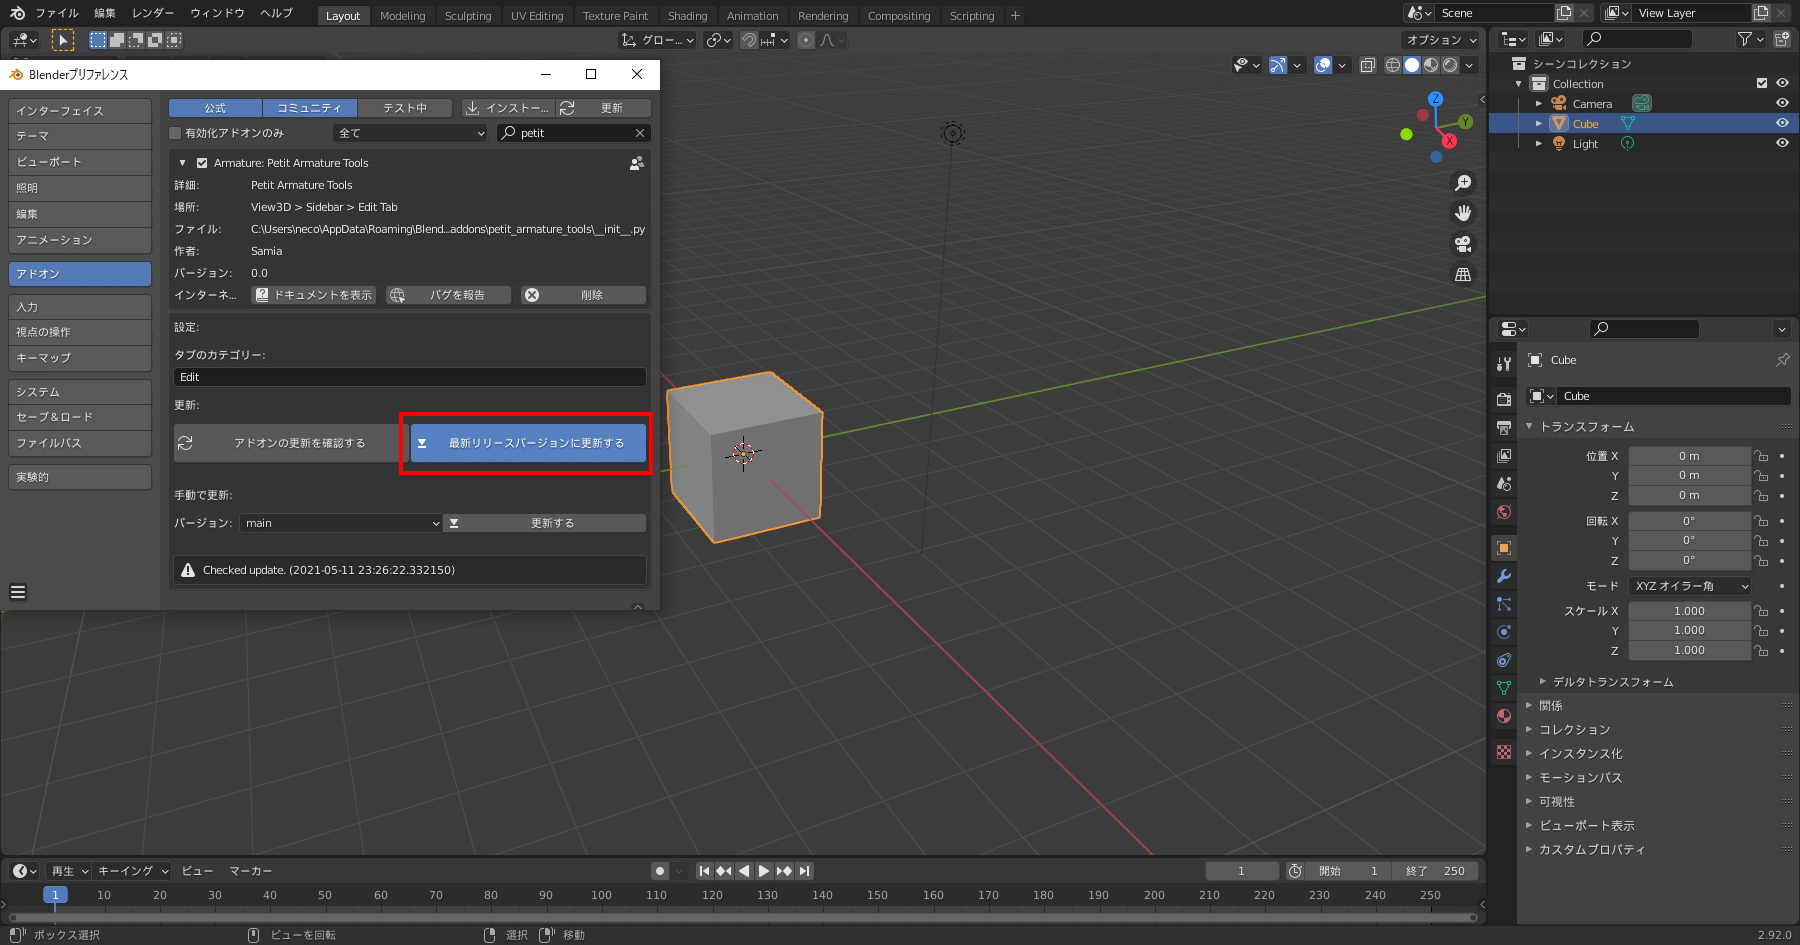 ファイル 編集 レンダー ウィンドウ ヘルプ Layout Modeling Sculpting UV Editing Texture Paint Shading Animation Rendering Compositing Scripting + Scene View Layer
グロー... オプション
Blenderプリファレンス
インターフェイス
テーマ
ビューポート
照明
編集
アニメーション
アドオン
入力
視点の操作
キーマップ
システム
セーブ＆ロード
ファイルパス
実験的
公式 コミュニティ テスト中 インストー... 更新
有効化アドオンのみ 全て petit
Armature: Petit Armature Tools
詳細: Petit Armature Tools
場所: View3D > Sidebar > Edit Tab
ファイル: C:\Users\neco\AppData\Roaming\Blend...addons\petit_armature_tools\__init__.py
作者: Samia
バージョン: 0.0
インターネ... ドキュメントを表示 バグを報告 削除
設定:
タブのカテゴリー:
Edit
更新:
アドオンの更新を確認する 最新リリースバージョンに更新する
手動で更新:
バージョン: main 更新する
Checked update. (2021-05-11 23:26:22.332150)
Z
Y
X
シーンコレクション
Collection
Camera
Cube
Light
Cube
Cube
トランスフォーム
位置 X 0 m
Y 0 m
Z 0 m
回転 X 0°
Y 0°
Z 0°
モード XYZ オイラー角
スケール X 1.000
Y 1.000
Z 1.000
デルタトランスフォーム
関係
コレクション
インスタンス化
モーションパス
可視性
ビューポート表示
カスタムプロパティ
再生 キーイング ビュー マーカー 1 開始 1 終了 250
1 10 20 30 40 50 60 70 80 90 100 110 120 130 140 150 160 170 180 190 200 210 220 230 240 250
ボックス選択 ビューを回転 選択 移動 2.92.0